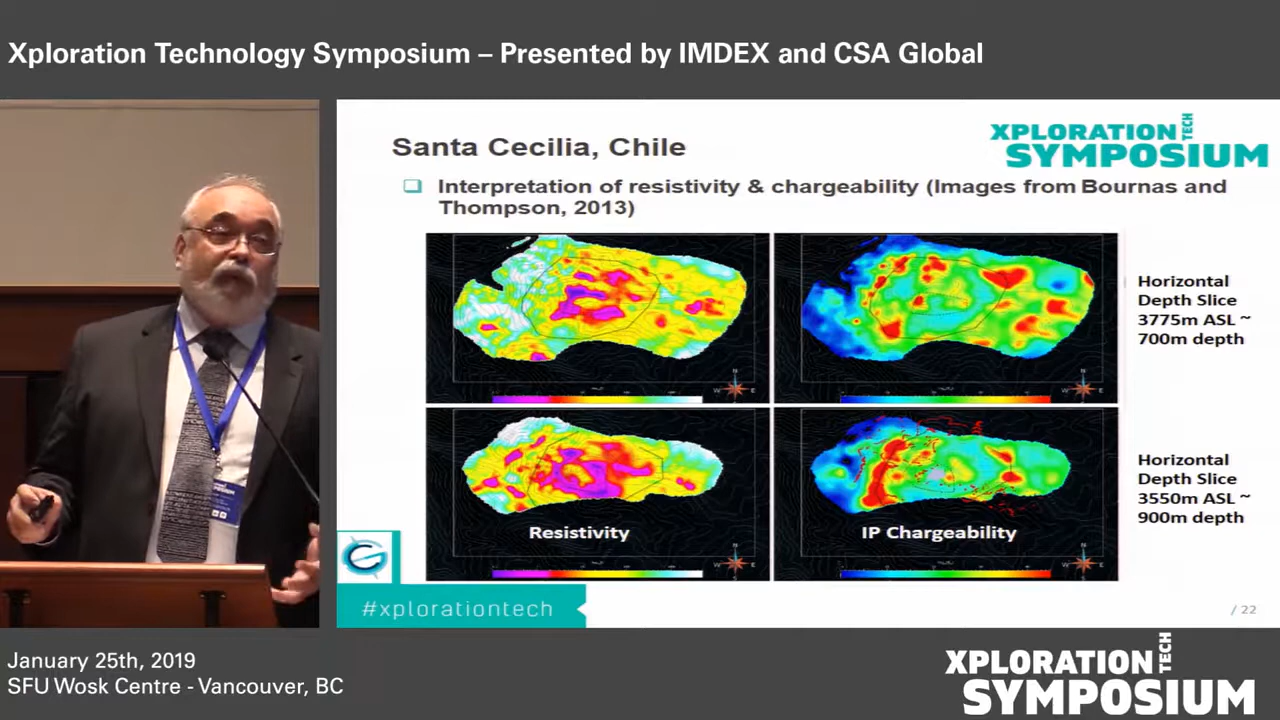 Xploration Technology Symposium – Presented by IMDEX and CSA Global
XPLORATION TECH
SYMPOSIUM
Santa Cecilia, Chile
Interpretation of resistivity & chargeability (Images from Bournas and
Thompson, 2013)
Horizontal
Depth Slice
3775m ASL ~
700m depth
Horizontal
Depth Slice
3550m ASL ~
900m depth
Resistivity
IP Chargeability
#xplorationtech
/ 22
SYMPOSIUM
January 25th, 2019
SFU Wosk Centre - Vancouver, BC
XPLORATION TECH
SYMPOSIUM